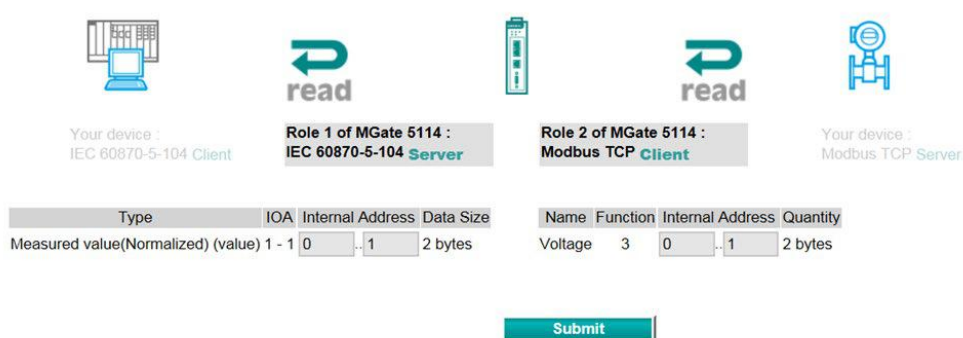 read
read
Your device :
IEC 60870-5-104 Client
Role 1 of MGate 5114 :
IEC 60870-5-104 Server
Role 2 of MGate 5114 :
Modbus TCP Client
Your device :
Modbus TCP Server
Type IOA Internal Address Data Size
Measured value(Normalized) (value) 1 - 1 0 .. 1 2 bytes
Name Function Internal Address Quantity
Voltage 3 0 .. 1 2 bytes
Submit